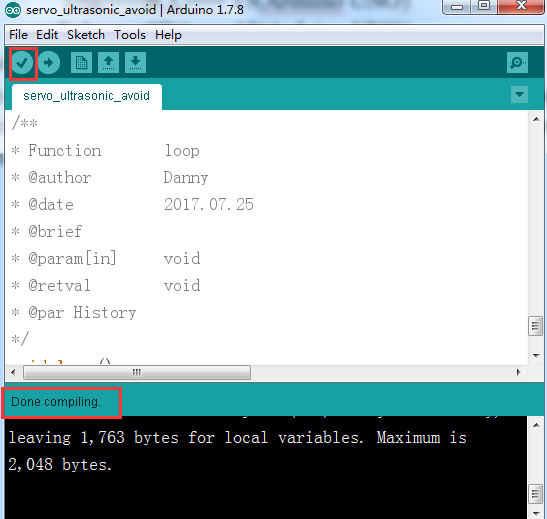 servo_ultrasonic_avoid | Arduino 1.7.8
File Edit Sketch Tools Help
servo_ultrasonic_avoid
/**
* Function loop
* @author Danny
* @date 2017.07.25
* @brief
* @param[in] void
* @retval void
* @par History
*/
Done compiling.
leaving 1,763 bytes for local variables. Maximum is
2,048 bytes.